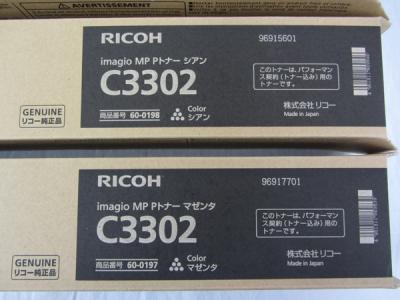 AVERTISSEMENT
RICOH
96915601
imagio MP Pトナー シアン
C3302
このトナーは、パフォーマン
ス契約(トナー込み)用の
トナーです。
GENUINE
リコー純正品
商品番号 60-0198
Color
シアン
株式会社リコー
Made in Japan
RICOH
96917701
imagio MP Pトナー マゼンタ
C3302
このトナーは、パフォーマン
ス契約(トナー込み)用の
トナーです。
GENUINE
リコー純正品
商品番号 60-0197
Color
マゼンタ
株式会社リコー
Made in Japan